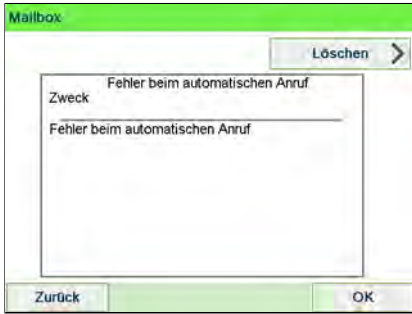 Mailbox
Löschen
Fehler beim automatischen Anruf
Zweck
Fehler beim automatischen Anruf
Zurück
OK